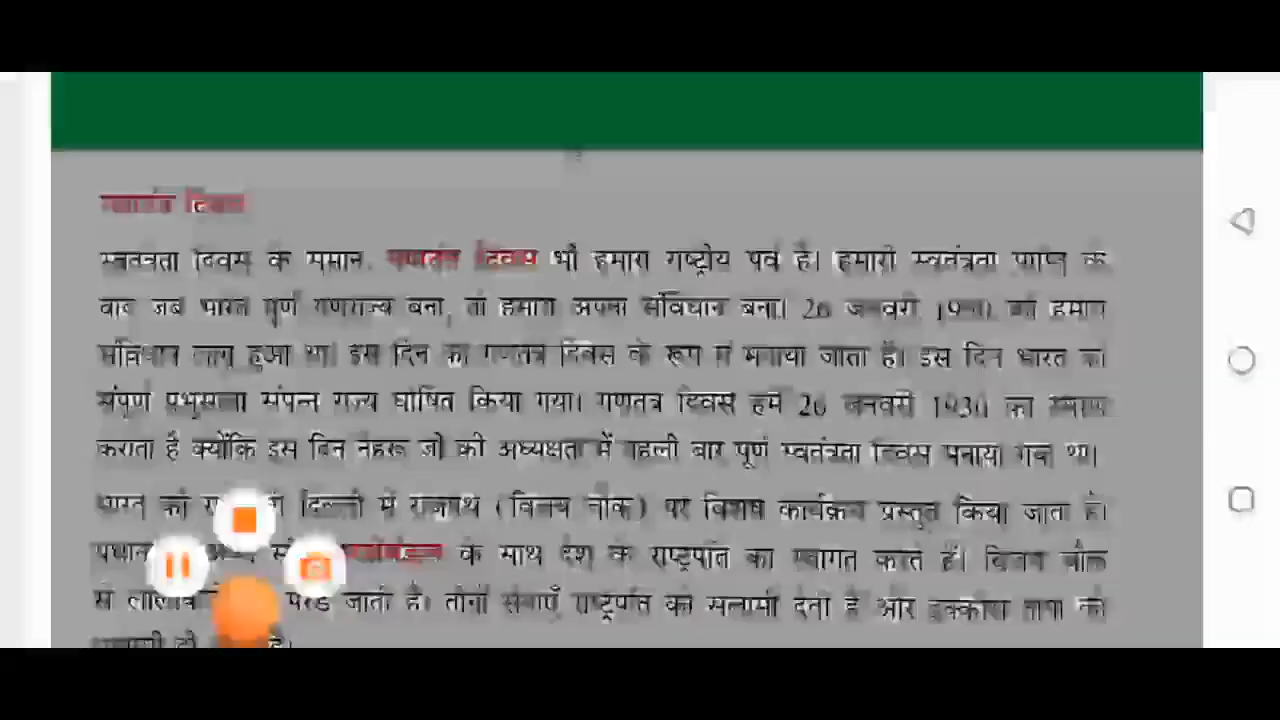 गणतंत्र दिवस
स्वतंत्रता दिवस के समान, गणतंत्र दिवस भी हमारा राष्ट्रीय पर्व है। हमारी स्वतंत्रता प्राप्ति के
बाद जब भारत पूर्ण गणराज्य बना, तो हमारा अपना संविधान बना। 26 जनवरी 1950 को हमारा
संविधान लागू हुआ था। इस दिन को गणतंत्र दिवस के रूप में मनाया जाता है। इस दिन भारत को
संपूर्ण प्रभुसत्ता संपन्न राज्य घोषित किया गया। गणतंत्र दिवस हमें 26 जनवरी 1930 का स्मरण
कराता है क्योंकि इस दिन नेहरू जी की अध्यक्षता में पहली बार पूर्ण स्वतंत्रता दिवस मनाया गया था।
भारत की दिल्ली में राजपथ (विजय चौक) पर विशेष कार्यक्रम प्रस्तुत किया जाता है।
के साथ देश के राष्ट्रपति का स्वागत करते हैं। विजय चौक
से परेड जाती है। तीनों सेनाएँ राष्ट्रपति को सलामी देती हैं और इक्कीस तोपों की